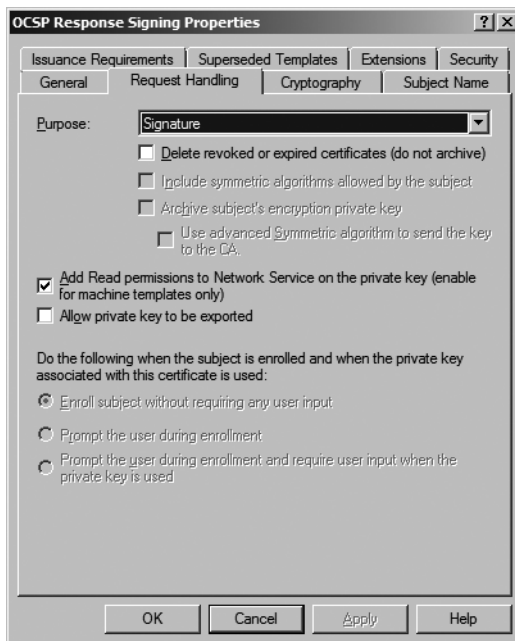 OCSP Response Signing Properties
Issuance Requirements Superseded Templates Extensions Security
General Request Handling Cryptography Subject Name
Purpose: Signature
Delete revoked or expired certificates (do not archive)
Include symmetric algorithms allowed by the subject
Archive subject's encryption private key
Use advanced Symmetric algorithm to send the key
to the CA.
Add Read permissions to Network Service on the private key (enable
for machine templates only)
Allow private key to be exported
Do the following when the subject is enrolled and when the private key
associated with this certificate is used:
Enroll subject without requiring any user input
Prompt the user during enrollment
Prompt the user during enrollment and require user input when the
private key is used
OK Cancel Apply Help